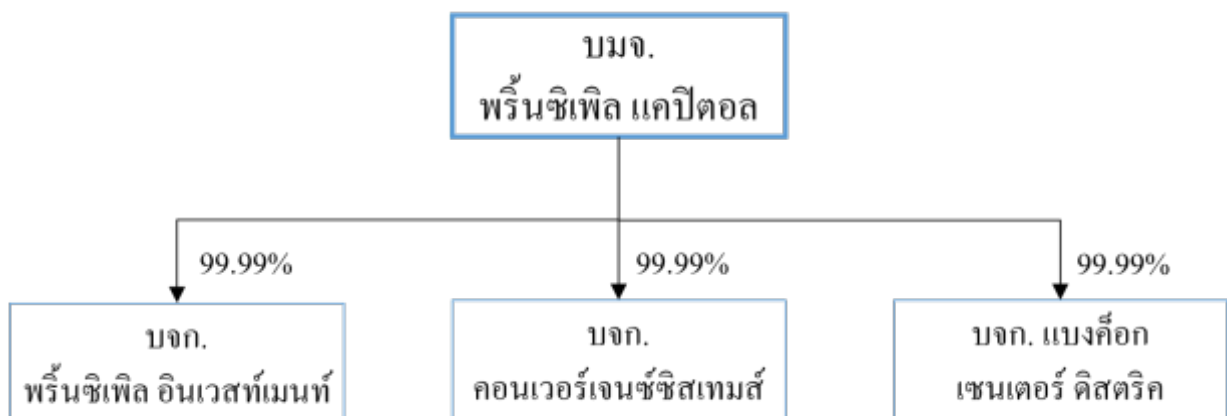 บมจ.
พริ้นซิเพิล แคปิตอล
99.99%
99.99%
99.99%
บจก.
พริ้นซิเพิล อินเวสท์เมนท์
บจก.
คอนเวอร์เจนซ์ซิสเทมส์
บจก. แบงค็อก
เซนเตอร์ ดิสตริค